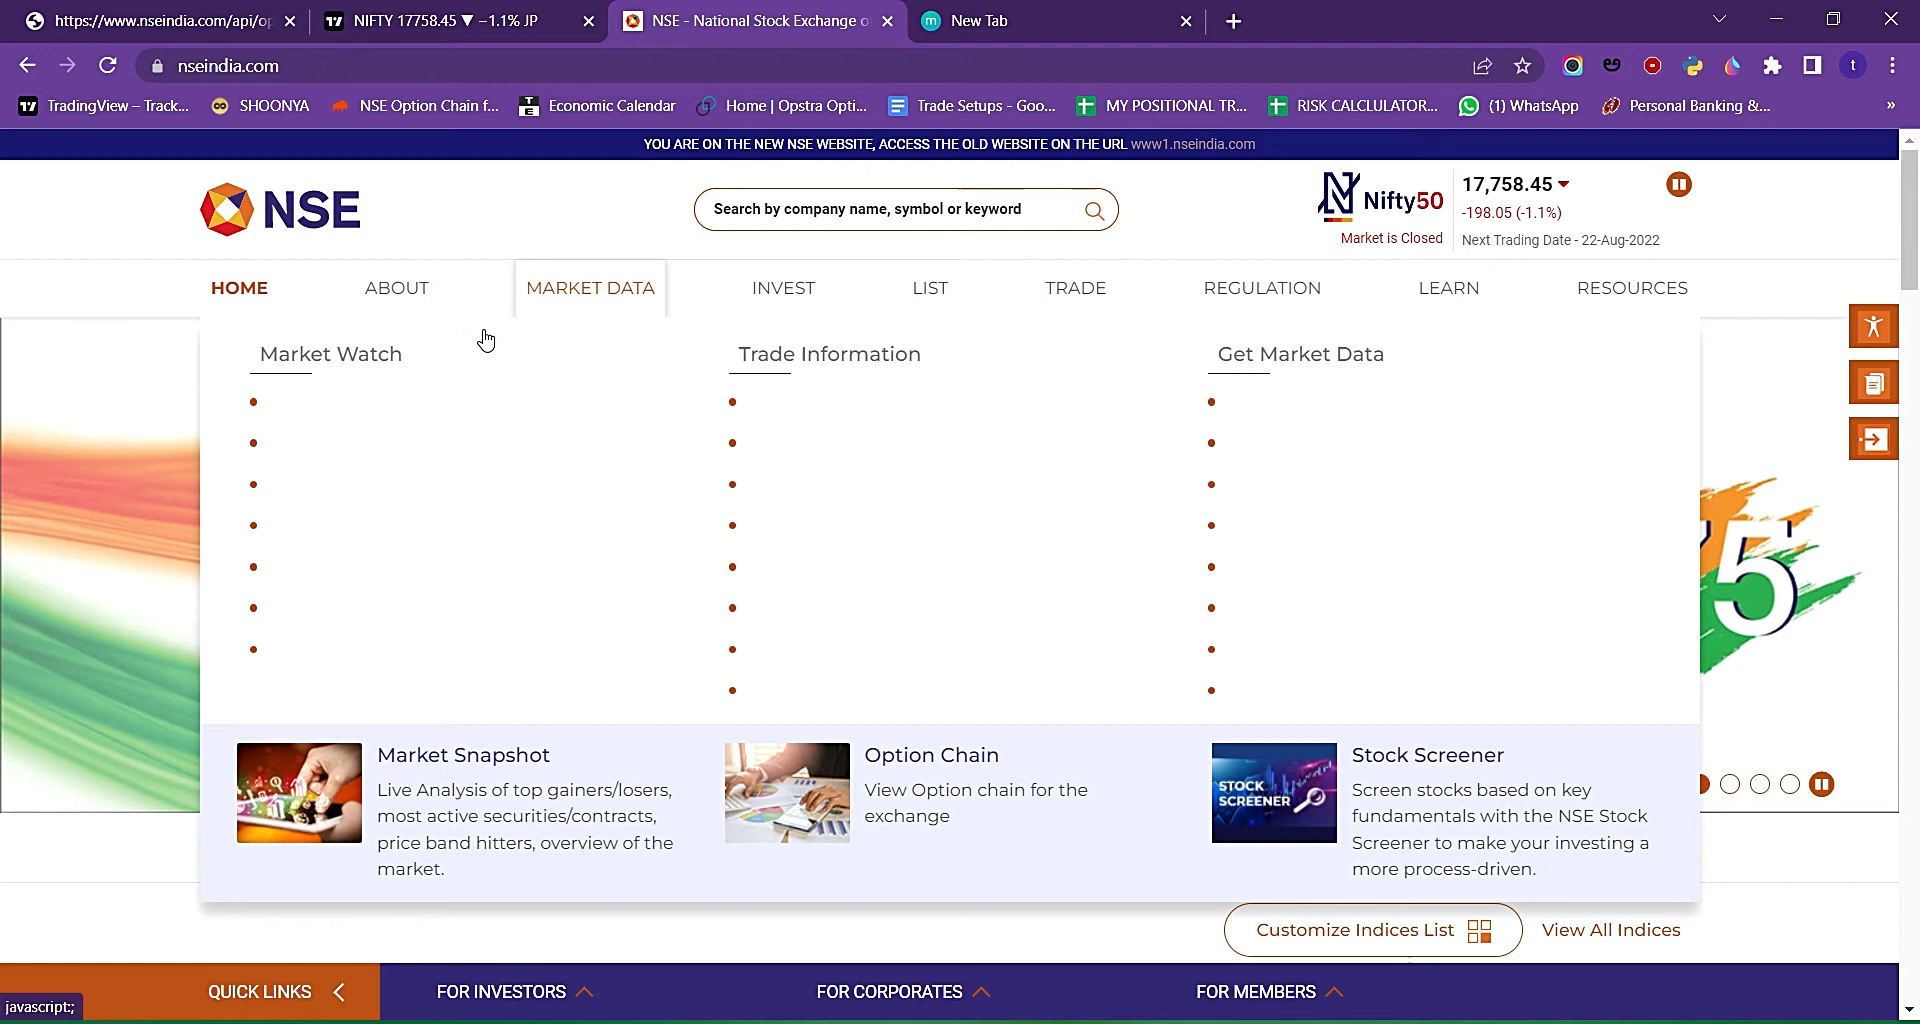 https://www.nseindia.com/api/op
NIFTY 17758.45 ▼ −1.1% JP
NSE - National Stock Exchange o
New Tab
nseindia.com
t
TradingView – Track...
SHOONYA
NSE Option Chain f...
Economic Calendar
Home | Opstra Opti...
Trade Setups - Goo...
MY POSITIONAL TR...
RISK CALCLULATOR...
(1) WhatsApp
Personal Banking &...
»
YOU ARE ON THE NEW NSE WEBSITE, ACCESS THE OLD WEBSITE ON THE URL www1.nseindia.com
NSE
Search by company name, symbol or keyword
Nifty50
Market is Closed
17,758.45
-198.05 (-1.1%)
Next Trading Date - 22-Aug-2022
HOME
ABOUT
MARKET DATA
INVEST
LIST
TRADE
REGULATION
LEARN
RESOURCES
Market Watch
Trade Information
Get Market Data
75
STOCK
SCREENER
Market Snapshot
Live Analysis of top gainers/losers,
most active securities/contracts,
price band hitters, overview of the
market.
Option Chain
View Option chain for the
exchange
Stock Screener
Screen stocks based on key
fundamentals with the NSE Stock
Screener to make your investing a
more process-driven.
Customize Indices List
View All Indices
QUICK LINKS
FOR INVESTORS
FOR CORPORATES
FOR MEMBERS
javascript:;